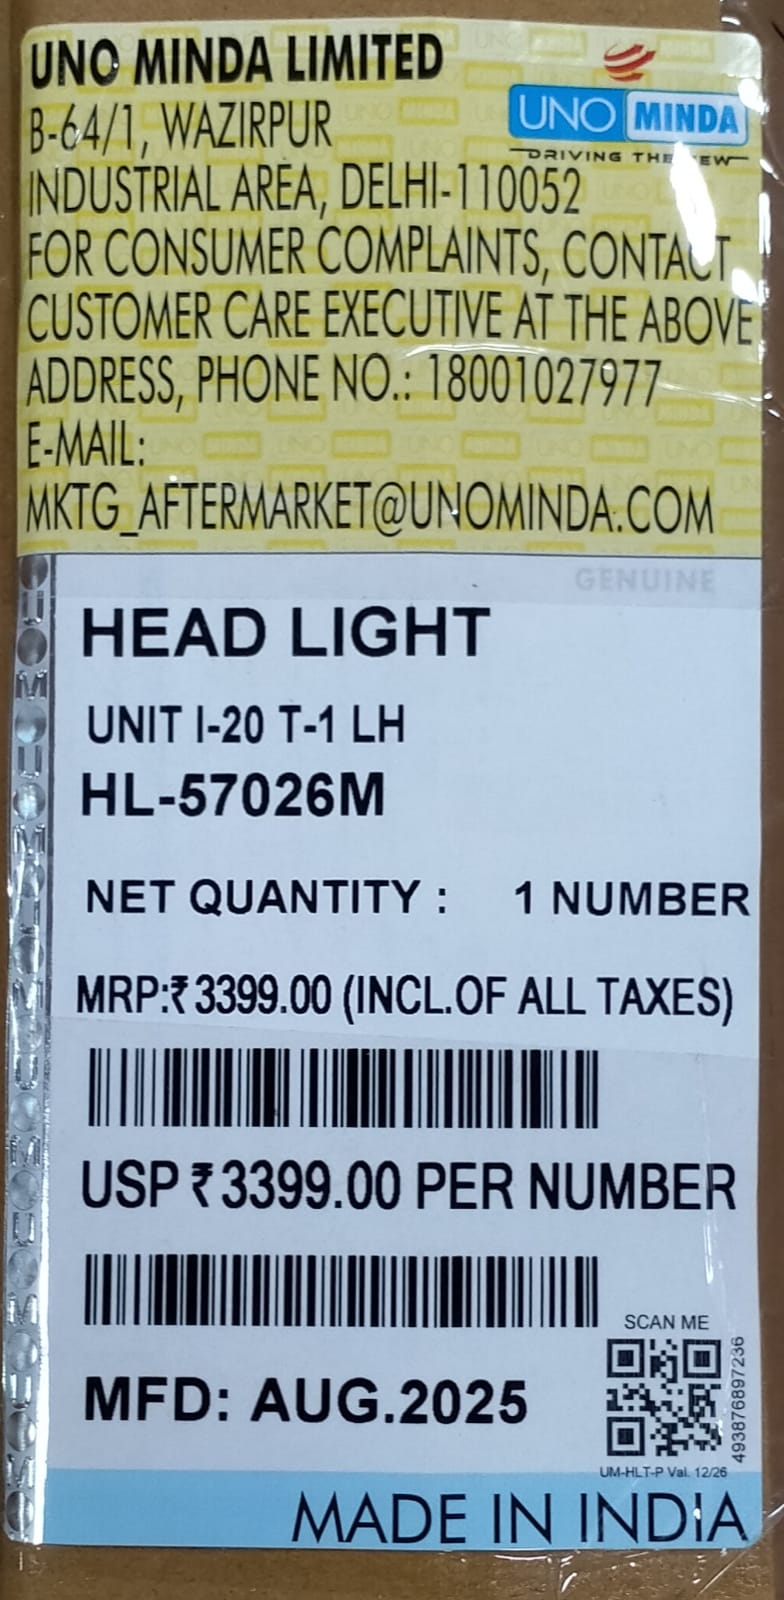 UNO MINDA LIMITED
B-64/1, WAZIRPUR
INDUSTRIAL AREA, DELHI-110052
FOR CONSUMER COMPLAINTS, CONTACT
CUSTOMER CARE EXECUTIVE AT THE ABOVE
ADDRESS, PHONE NO.: 18001027977
E-MAIL:
MKTG_AFTERMARKET@UNOMINDA.COM
UNO MINDA
DRIVING THE NEW
GENUINE
HEAD LIGHT
UNIT I-20 T-1 LH
HL-57026M
NET QUANTITY : 1 NUMBER
MRP:₹3399.00 (INCL.OF ALL TAXES)
USP ₹3399.00 PER NUMBER
SCAN ME
MFD: AUG.2025
493876897236
UM-HLT-P Val. 12/26
MADE IN INDIA